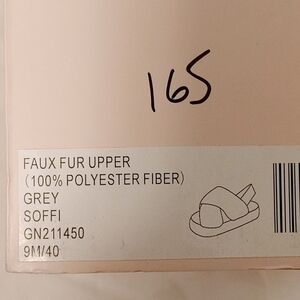 165
FAUX FUR UPPER
(100% POLYESTER FIBER)
GREY
SOFFI
GN211450
9M/40